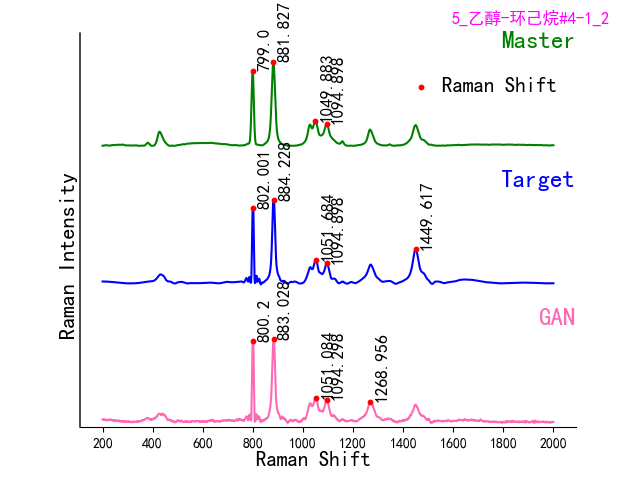 5_乙醇-环己烷#4-1_2
Master
Raman Shift
799.0
881.827
1049.883
1094.898
Target
802.001
884.228
1051.684
1094.898
1449.617
GAN
800.2
883.028
1051.084
1094.298
1268.956
Raman Intensity
200 400 600 800 1000 1200 1400 1600 1800 2000
Raman Shift